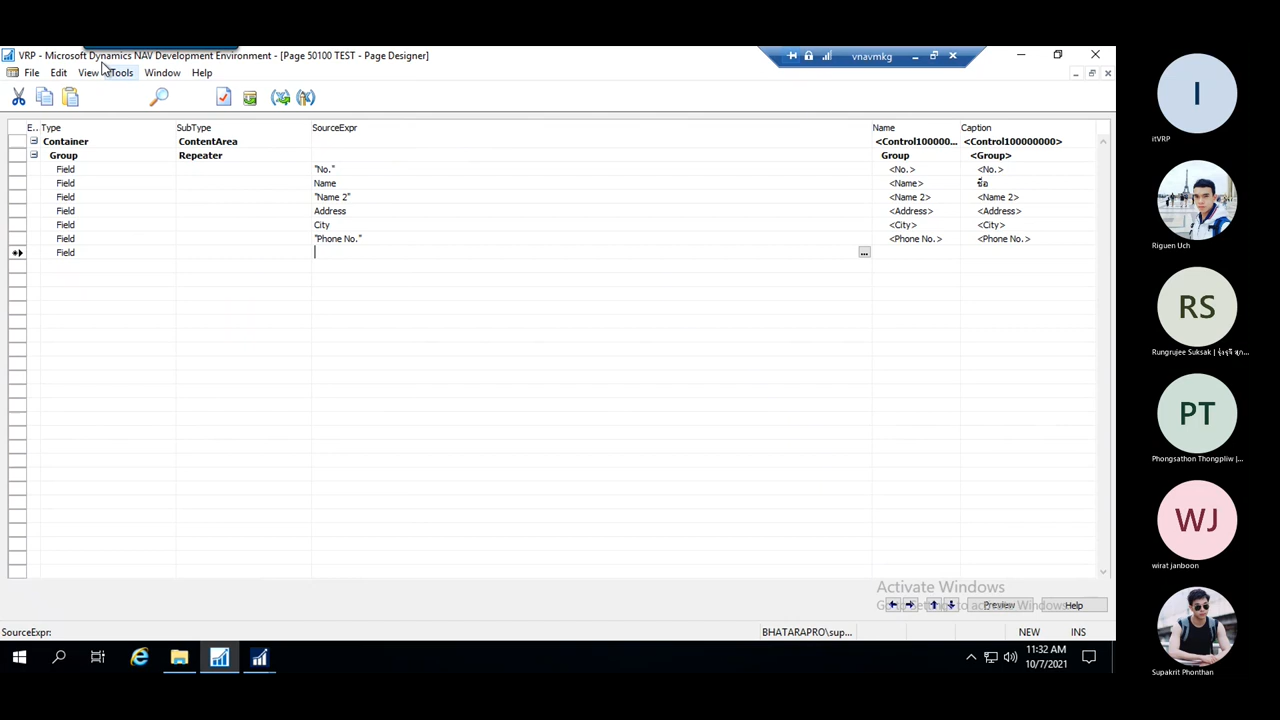 VRP - Microsoft Dynamics NAV Development Environment - [Page 50100 TEST - Page Designer]
vnavmkg
File Edit View Tools Window Help
E.. Type SubType SourceExpr Name Caption
Container ContentArea <Control100000... <Control100000000>
Group Repeater Group <Group>
Field "No." <No.> <No.>
Field Name <Name> ชื่อ
Field "Name 2" <Name 2> <Name 2>
Field Address <Address> <Address>
Field City <City> <City>
Field "Phone No." <Phone No.> <Phone No.>
Field ...
Activate Windows
Preview Help
SourceExpr: BHATARAPRO\sup... NEW INS
11:32 AM
10/7/2021
I
itVRP
Riguen Uch
RS
Rungrujee Suksak |
PT
Phongsathon Thongpliw |...
WJ
wirat janboon
Supakrit Phonthan